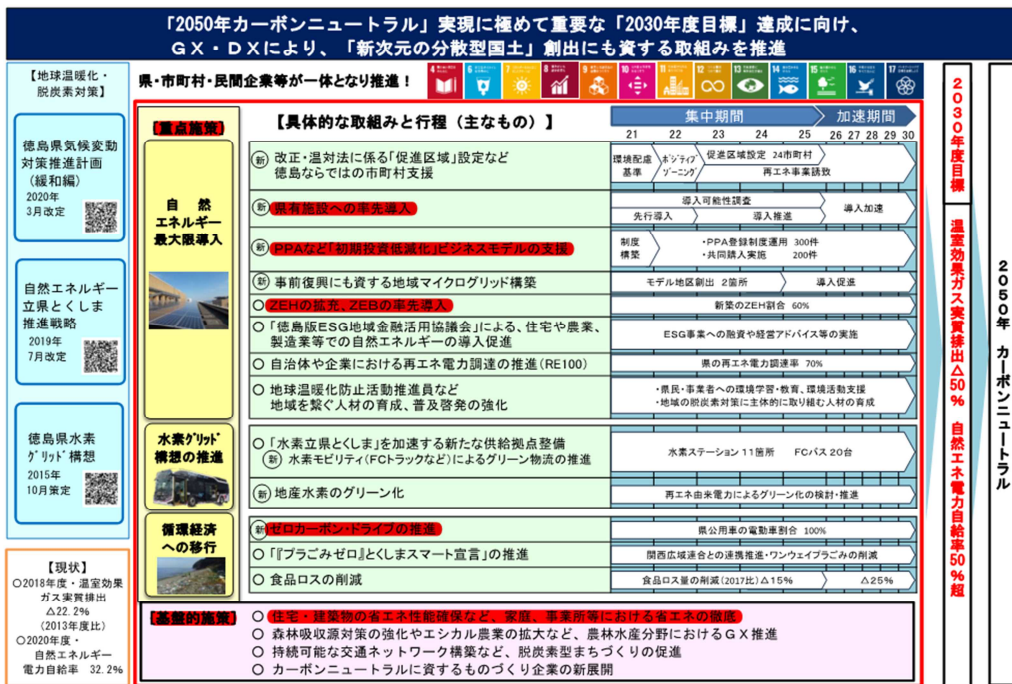 「2050年カーボンニュートラル」実現に極めて重要な「2030年度目標」達成に向け、
GX・DXにより、「新次元の分散型国土」創出にも資する取組みを推進
【地球温暖化・
脱炭素対策】
徳島県気候変動
対策推進計画
（緩和編）
2020年
3月改定
自然エネルギー
立県とくしま
推進戦略
2019年
7月改定
徳島県水素
グリッド構想
2015年
10月策定
【現状】
○2018年度・温室効果
ガス実質排出
△22.2%
(2013年度比)
○2020年度・
自然エネルギー
電力自給率 32.2%
県・市町村・民間企業等が一体となり推進！
4
6
7
8
9
10
11
12
13
14
15
16
17
【重点施策】
【具体的な取組みと行程（主なもの）】
集中期間
加速期間
21 22 23 24 25 26 27 28 29 30
自 然
エネルギー
最大限導入
新 改正・温対法に係る「促進区域」設定など
徳島ならではの市町村支援
環境配慮
基準
ポジティブ
ゾーニング
促進区域設定 24市町村
再エネ事業誘致
新 県有施設への率先導入
導入可能性調査
先行導入
導入推進
導入加速
新 PPAなど「初期投資低減化」ビジネスモデルの支援
制度
構築
・PPA登録制度運用 300件
・共同購入実施 200件
新 事前復興にも資する地域マイクログリッド構築
モデル地区創出 2箇所
導入促進
○ ZEHの拡充、ZEBの率先導入
新築のZEH割合 60%
○ 「徳島版ESG地域金融活用協議会」による、住宅や農業、
製造業等での自然エネルギーの導入促進
ESG事業への融資や経営アドバイス等の実施
○ 自治体や企業における再エネ電力調達の推進(RE100)
県の再エネ電力調達率 70%
○ 地球温暖化防止活動推進員など
地域を繋ぐ人材の育成、普及啓発の強化
・県民・事業者への環境学習・教育、環境活動支援
・地域の脱炭素対策に主体的に取り組む人材の育成
水素グリッド
構想の推進
○ 「水素立県とくしま」を加速する新たな供給拠点整備
新 水素モビリティ(FCトラックなど)によるグリーン物流の推進
水素ステーション11箇所 FCバス20台
新 地産水素のグリーン化
再エネ由来電力によるグリーン化の検討・推進
循環経済
への移行
新 ゼロカーボン・ドライブの推進
県公用車の電動車割合 100%
○ 「『プラごみゼロ』とくしまスマート宣言」の推進
関西広域連合との連携推進・ワンウェイプラごみの削減
○ 食品ロスの削減
食品ロス量の削減(2017比)△15%
△25%
【基盤的施策】
○ 住宅・建築物の省エネ性能確保など、家庭、事業所等における省エネの徹底
○ 森林吸収源対策の強化やエシカル農業の拡大など、農林水産分野におけるGX推進
○ 持続可能な交通ネットワーク構築など、脱炭素型まちづくりの促進
○ カーボンニュートラルに資するものづくり企業の新展開
2030年度目標
温室効果ガス実質排出△50% 自然エネ電力自給率50%超
2050年 カーボンニュートラル